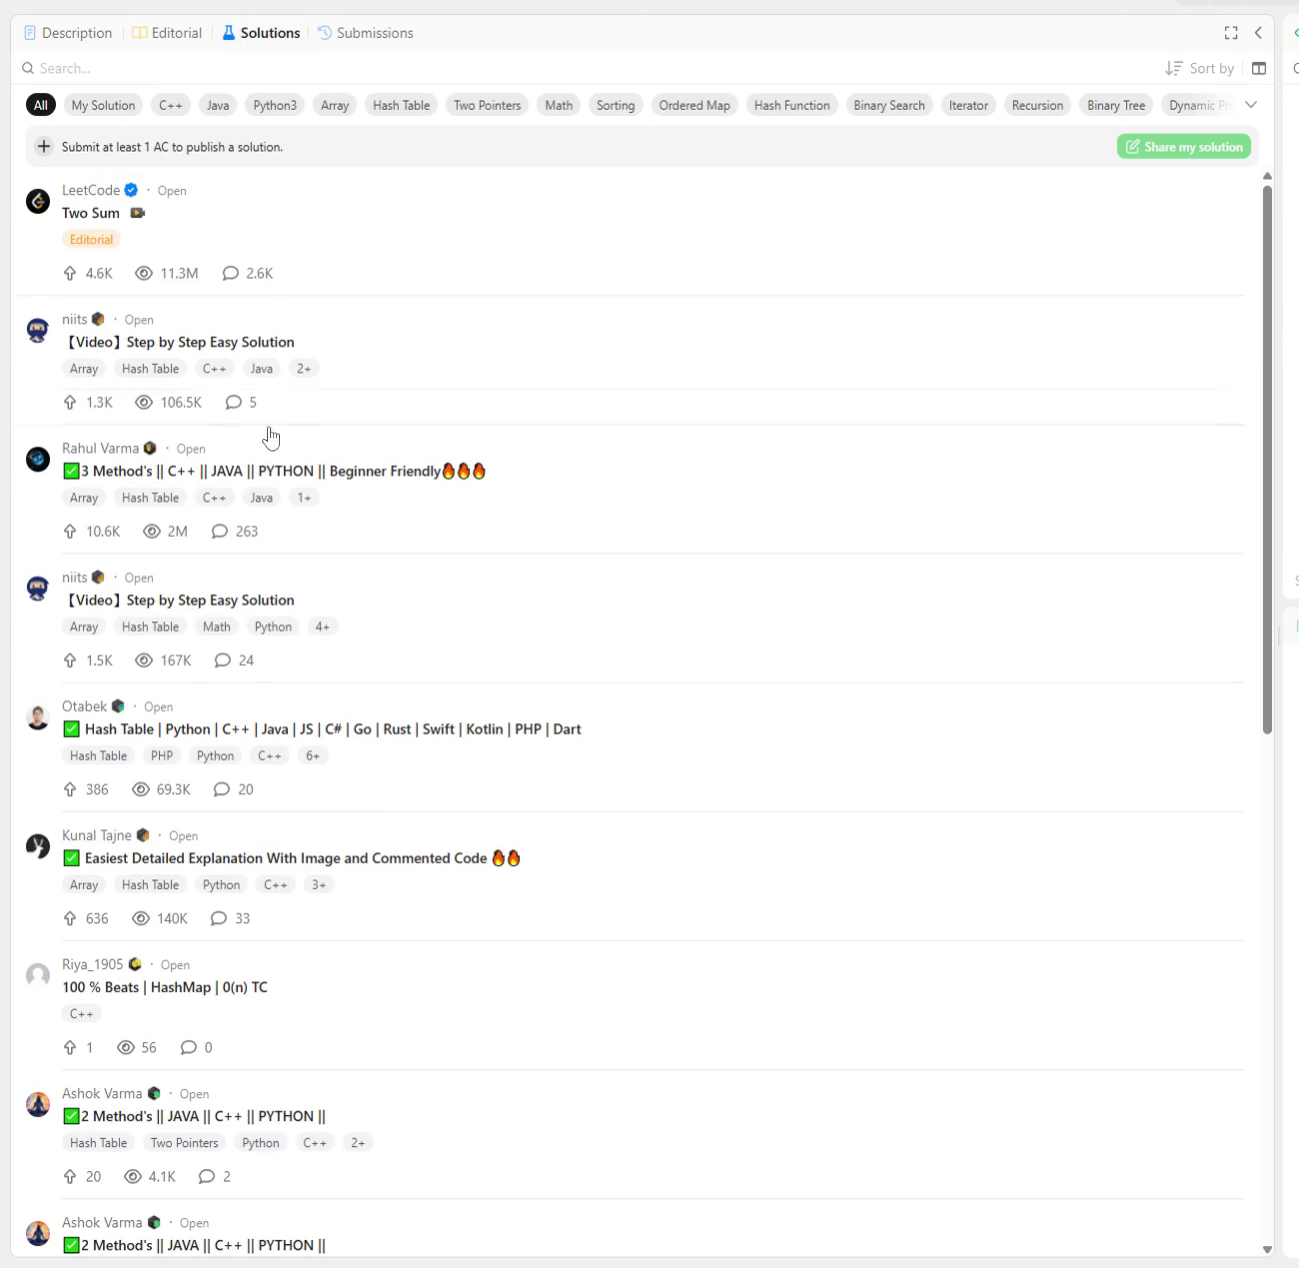 Description Editorial Solutions Submissions
Search... Sort by
All My Solution C++ Java Python3 Array Hash Table Two Pointers Math Sorting Ordered Map Hash Function Binary Search Iterator Recursion Binary Tree Dynamic
Submit at least 1 AC to publish a solution. Share my solution
LeetCode · Open
Two Sum
Editorial
4.6K 11.3M 2.6K
niits · Open
【Video】Step by Step Easy Solution
Array Hash Table C++ Java 2+
1.3K 106.5K 5
Rahul Varma · Open
✅3 Method's || C++ || JAVA || PYTHON || Beginner Friendly🔥🔥🔥
Array Hash Table C++ Java 1+
10.6K 2M 263
niits · Open
【Video】Step by Step Easy Solution
Array Hash Table Math Python 4+
1.5K 167K 24
Otabek · Open
✅ Hash Table | Python | C++ | Java | JS | C# | Go | Rust | Swift | Kotlin | PHP | Dart
Hash Table PHP Python C++ 6+
386 69.3K 20
Kunal Tajne · Open
✅ Easiest Detailed Explanation With Image and Commented Code 🔥🔥
Array Hash Table Python C++ 3+
636 140K 33
Riya_1905 · Open
100 % Beats | HashMap | 0(n) TC
C++
1 56 0
Ashok Varma · Open
✅2 Method's || JAVA || C++ || PYTHON ||
Hash Table Two Pointers Python C++ 2+
20 4.1K 2
Ashok Varma · Open
✅2 Method's || JAVA || C++ || PYTHON ||